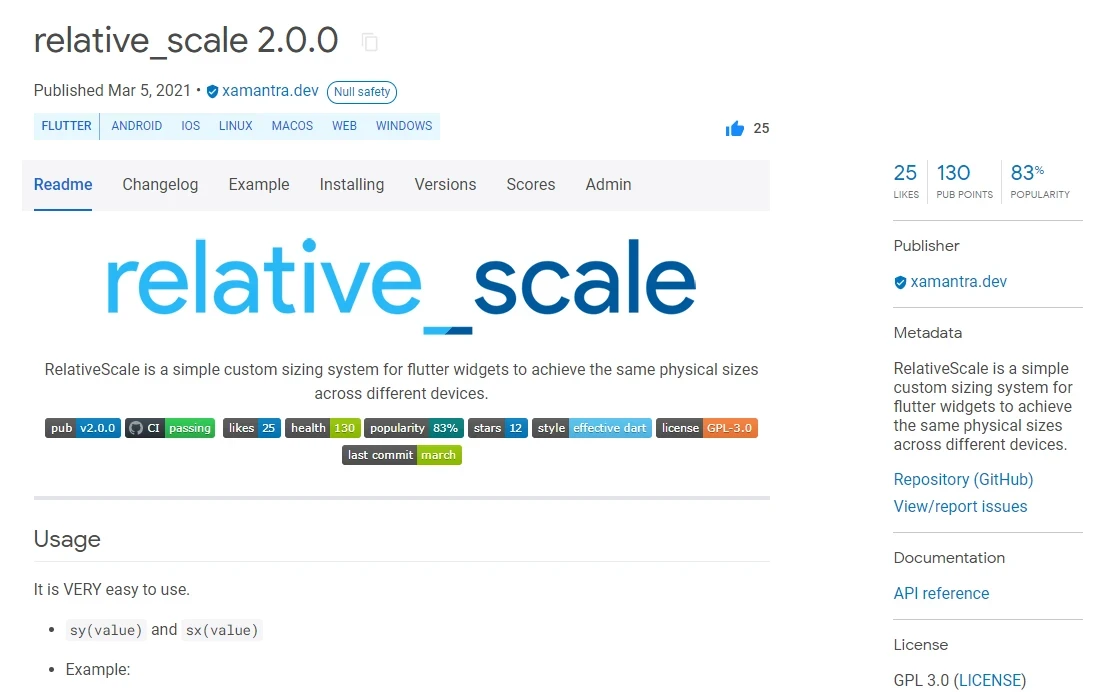 relative_scale 2.0.0
Published Mar 5, 2021 • xamantra.dev Null safety
FLUTTER ANDROID IOS LINUX MACOS WEB WINDOWS
25
Readme Changelog Example Installing Versions Scores Admin
relative_scale
RelativeScale is a simple custom sizing system for flutter widgets to achieve the same physical sizes
across different devices.
pub v2.0.0 CI passing likes 25 health 130 popularity 83% stars 12 style effective dart license GPL-3.0
last commit march
Usage
It is VERY easy to use.
• sy(value) and sx(value)
• Example:
25 130 83%
LIKES PUB POINTS POPULARITY
Publisher
xamantra.dev
Metadata
RelativeScale is a simple
custom sizing system for
flutter widgets to achieve
the same physical sizes
across different devices.
Repository (GitHub)
View/report issues
Documentation
API reference
License
GPL 3.0 (LICENSE)